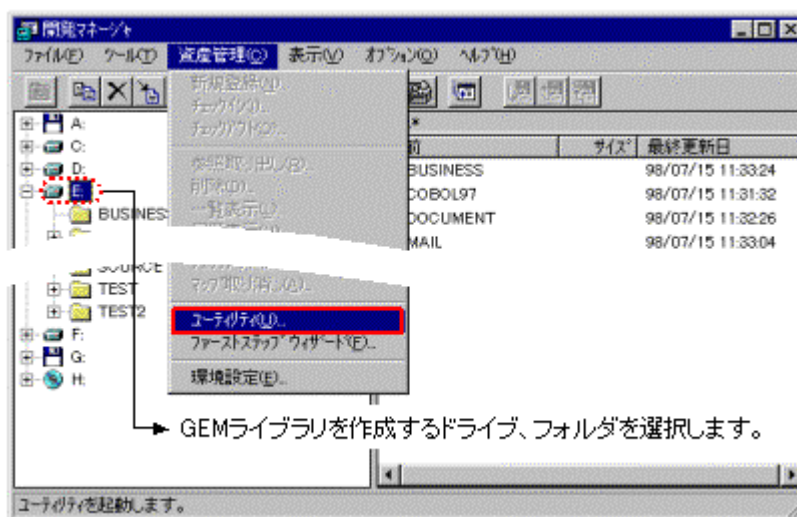 開発マネージャ
ファイル(F) ツール(T) 資産管理(C) 表示(V) オプション(O) ヘルプ(H)
新規登録(N)...
チェックイン(I)...
チェックアウト(O)...
参照取り出し(R)...
削除(D)...
一覧表示(L)...
ユーティリティ(U)...
ファーストステップウィザード(F)...
環境設定(E)...
A:
C:
D:
E:
BUSINESS
SOURCE
TEST
TEST2
F:
G:
H:
サイズ 最終更新日
BUSINESS 98/07/15 11:33:24
COBOL97 98/07/15 11:31:32
DOCUMENT 98/07/15 11:32:26
MAIL 98/07/15 11:33:04
GEMライブラリを作成するドライブ、フォルダを選択します。
ユーティリティを起動します。